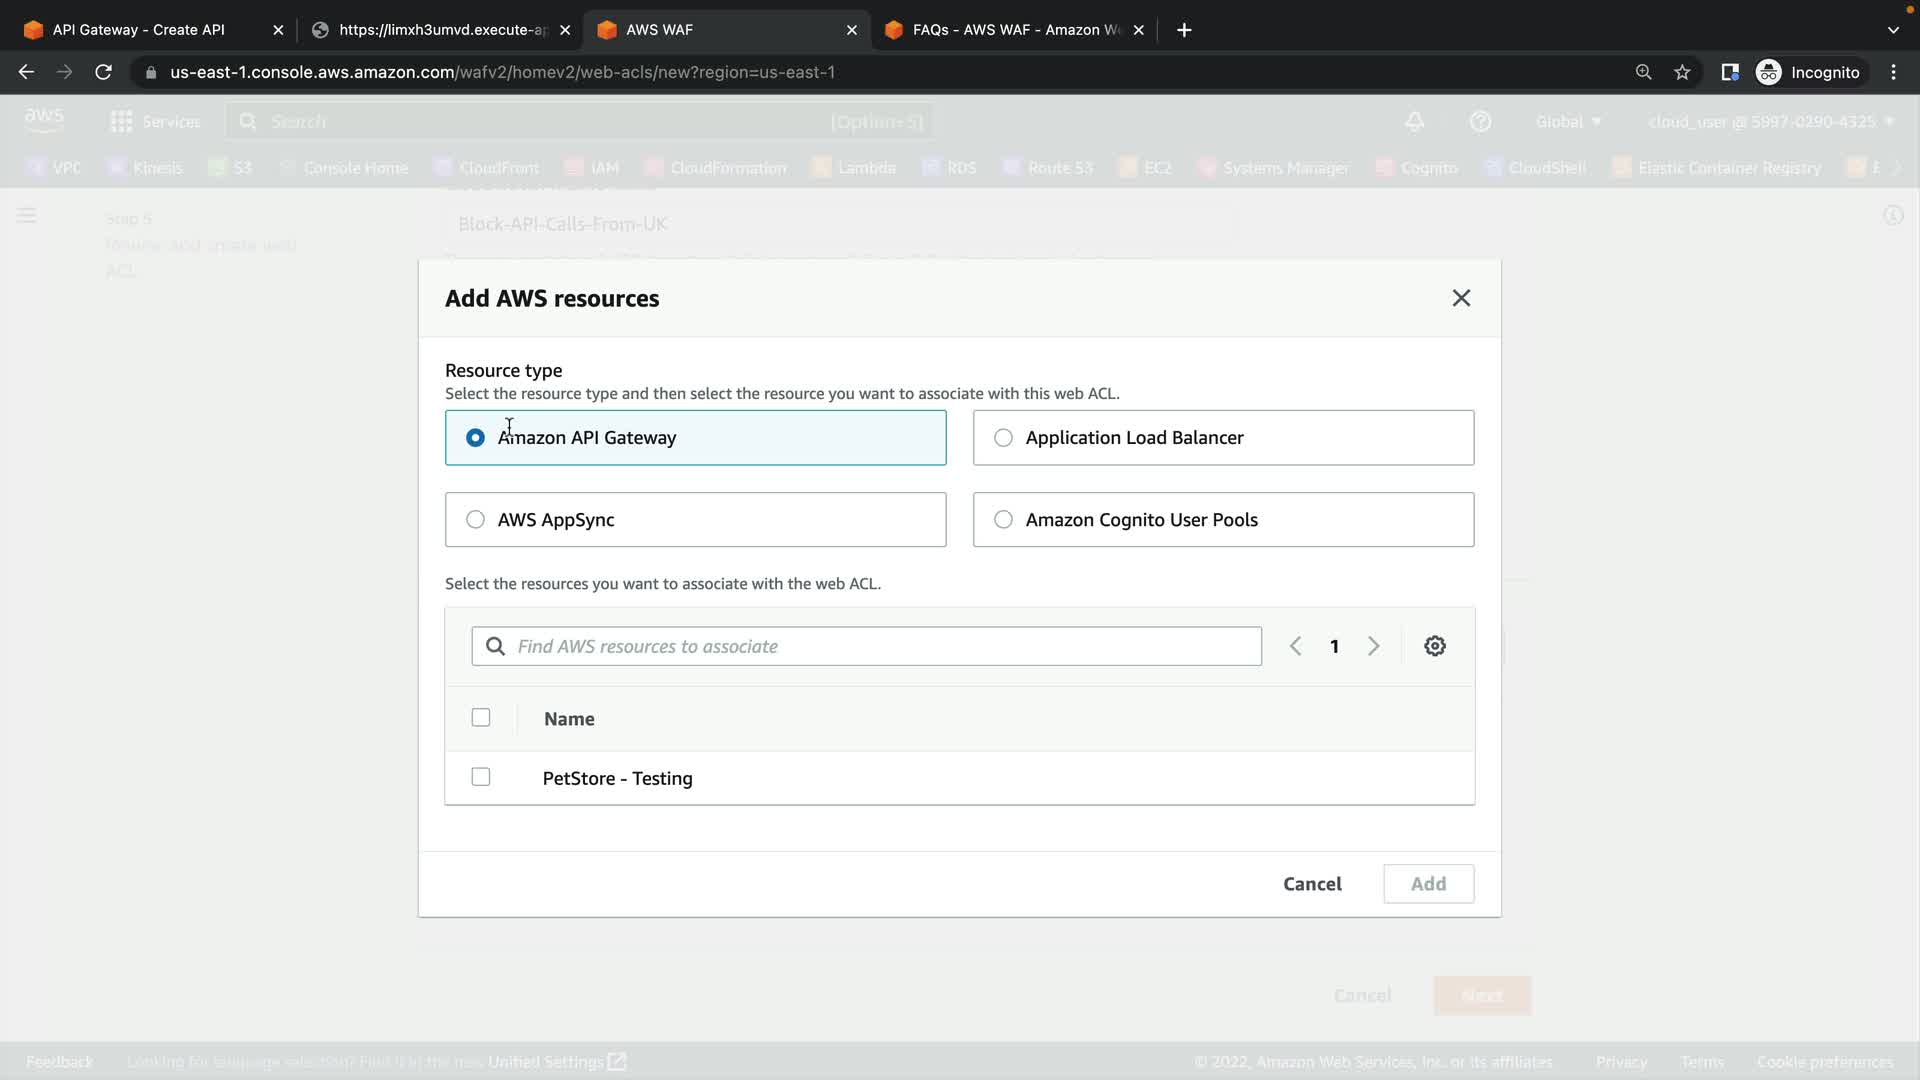 API Gateway - Create API
https://limxh3umvd.execute-ap
AWS WAF
FAQs - AWS WAF - Amazon We
us-east-1.console.aws.amazon.com/wafv2/homev2/web-acls/new?region=us-east-1
Incognito
aws
Services
Search
[Option+S]
Global
cloud_user @ 5997-0290-4325
VPC
Kinesis
S3
Console Home
CloudFront
IAM
CloudFormation
Lambda
RDS
Route 53
EC2
Systems Manager
Cognito
CloudShell
Elastic Container Registry
E
Step 5
Review and create web
ACL
Block-API-Calls-From-UK
Add AWS resources
Resource type
Select the resource type and then select the resource you want to associate with this web ACL.
Amazon API Gateway
Application Load Balancer
AWS AppSync
Amazon Cognito User Pools
Select the resources you want to associate with the web ACL.
Find AWS resources to associate
1
Name
PetStore - Testing
Cancel
Add
Cancel
Next
Feedback
Looking for language selection? Find it in the new Unified Settings
© 2022, Amazon Web Services, Inc. or its affiliates.
Privacy
Terms
Cookie preferences